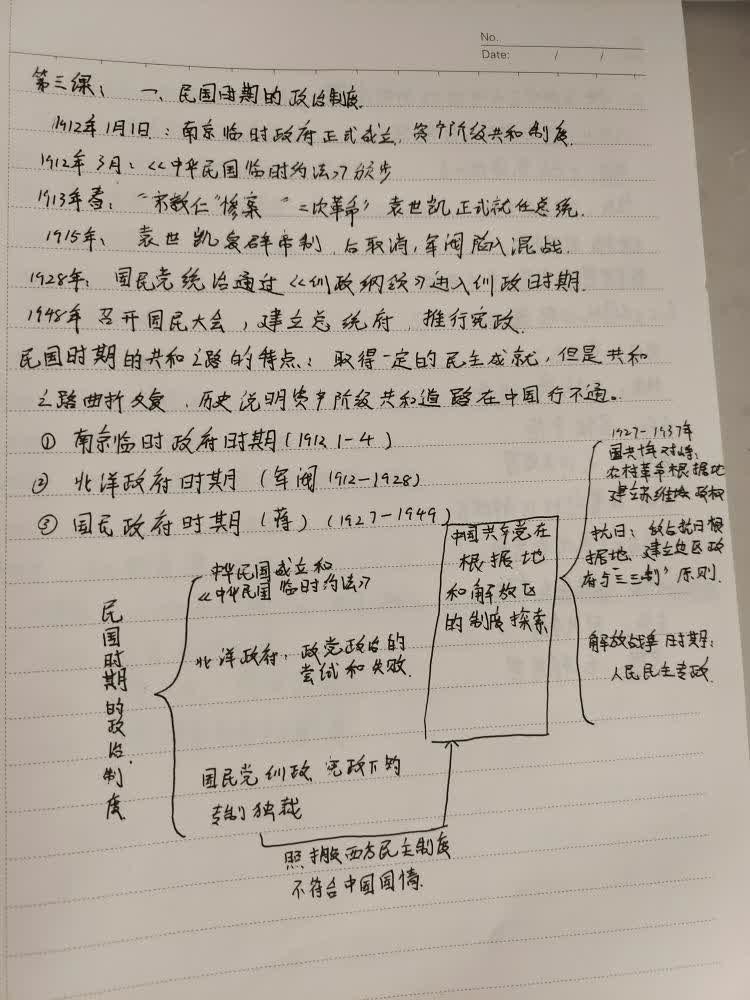 No.
Date: / /
第三课: 一、民国时期的政治制度.
1912年1月1日:南京临时政府正式成立,资产阶级共和制度.
1912年3月:《中华民国临时约法》颁步
1913年春:“宋教仁”惨案 “二次革命”袁世凯正式就任总统.
1915年: 袁世凯复辟帝制,后取消,军阀陷入混战.
1928年: 国民党统治通过《训政纲领》进入训政时期.
1948年 召开国民大会,建立总统府,推行宪政.
民国时期的共和之路的特点:取得一定的民主成就,但是共和
之路曲折反复,历史说明资产阶级共和道路在中国行不通。
① 南京临时政府时期(1912 1-4)
② 北洋政府时期 (军阀 1912-1928)
③ 国民政府时期 (蒋) (1927-1949)
民国时期的政治制度
中华民国成立和
《中华民国临时约法》
北洋政府:政党政治的
尝试和失败.
国民党训政、宪政下的
专制独裁
照搬西方民主制度
不符合中国国情.
中国共产党在
根据地
和解放区
的制度探索
1927-1937年
国共十年对峙:
农村革命根据地
建立苏维埃政权
抗日: 敌后抗日根
据地、建立边区政
府与“三三制”原则.
解放战争时期:
人民民主专政.